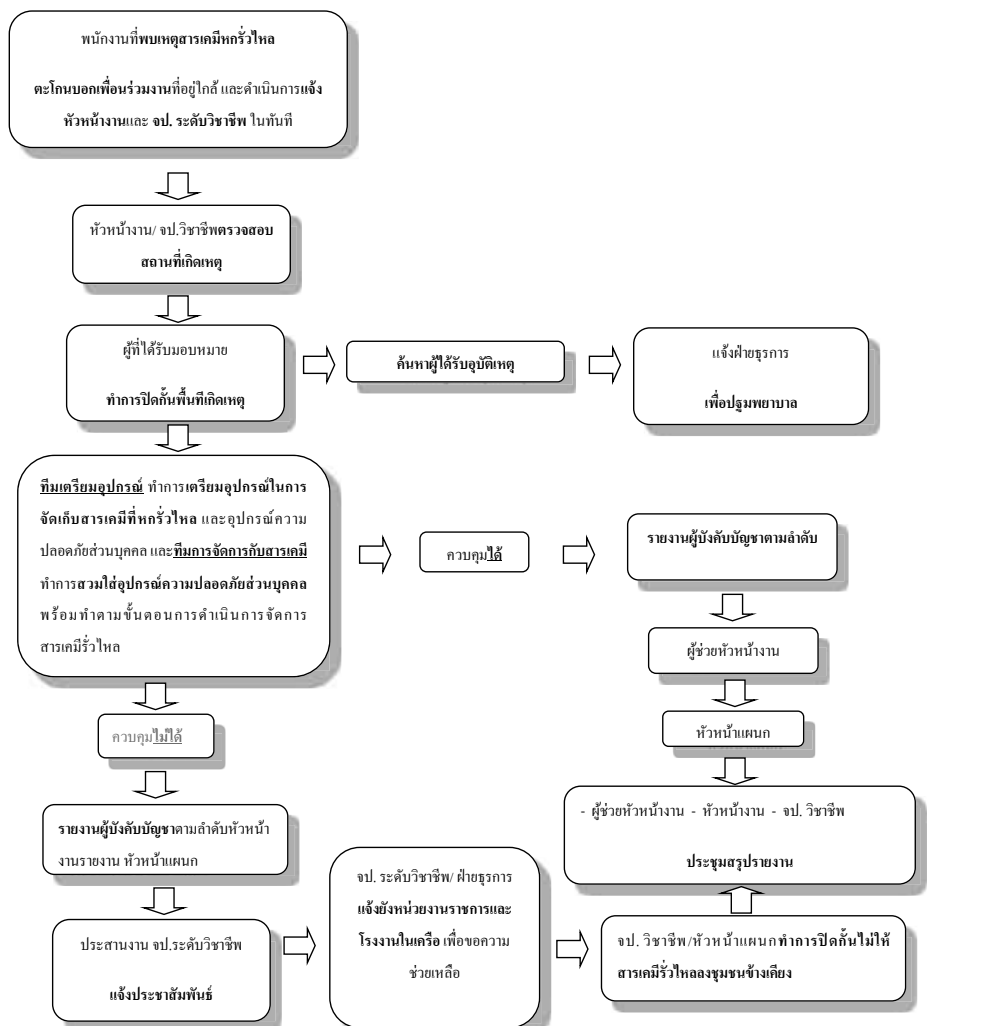 พนักงานที่พบเหตุสารเคมีหกรั่วไหล
ตะโกนบอกเพื่อนร่วมงานที่อยู่ใกล้ และดำเนินการแจ้ง
หัวหน้างานและ จป. ระดับวิชาชีพ ในทันที
หัวหน้างาน/ จป.วิชาชีพตรวจสอบ
สถานที่เกิดเหตุ
ผู้ที่ได้รับมอบหมาย
ทำการปิดกั้นพื้นที่เกิดเหตุ
ค้นหาผู้ได้รับอุบัติเหตุ
แจ้งฝ่ายธุรการ
เพื่อปฐมพยาบาล
ทีมเตรียมอุปกรณ์ ทำการเตรียมอุปกรณ์ในการ
จัดเก็บสารเคมีที่หกรั่วไหล และอุปกรณ์ความ
ปลอดภัยส่วนบุคคล และทีมการจัดการกับสารเคมี
ทำการสวมใส่อุปกรณ์ความปลอดภัยส่วนบุคคล
พร้อมทำตามขั้นตอนการดำเนินการจัดการ
สารเคมีรั่วไหล
ควบคุมได้
รายงานผู้บังคับบัญชาตามลำดับ
ผู้ช่วยหัวหน้างาน
หัวหน้าแผนก
- ผู้ช่วยหัวหน้างาน - หัวหน้างาน - จป. วิชาชีพ
ประชุมสรุปรายงาน
ควบคุมไม่ได้
รายงานผู้บังคับบัญชาตามลำดับหัวหน้า
งานรายงาน หัวหน้าแผนก
ประสานงาน จป.ระดับวิชาชีพ
แจ้งประชาสัมพันธ์
จป. ระดับวิชาชีพ/ ฝ่ายธุรการ
แจ้งยังหน่วยงานราชการและ
โรงงานในเครือ เพื่อขอความ
ช่วยเหลือ
จป. วิชาชีพ/หัวหน้าแผนกทำการปิดกั้นไม่ให้
สารเคมีรั่วไหลลงชุมชนข้างเคียง